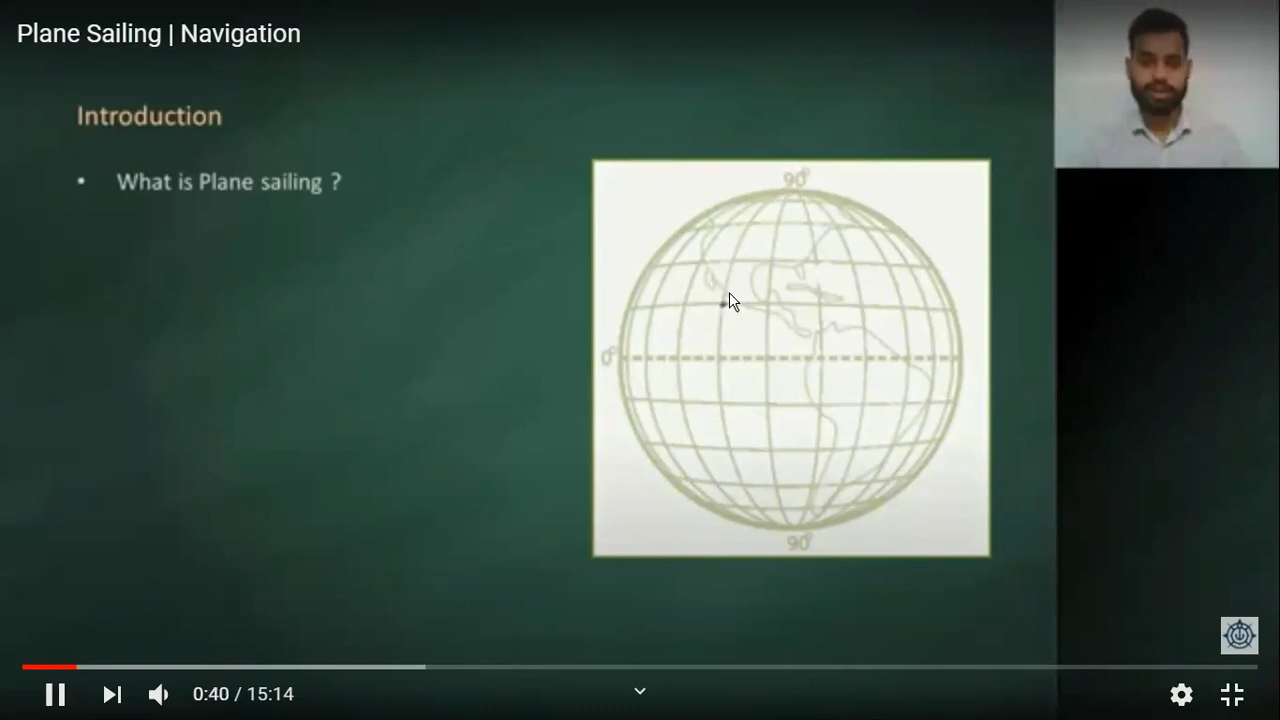 Plane Sailing | Navigation
Introduction
• What is Plane sailing ?
90°
0°
90°
0:40 / 15:14